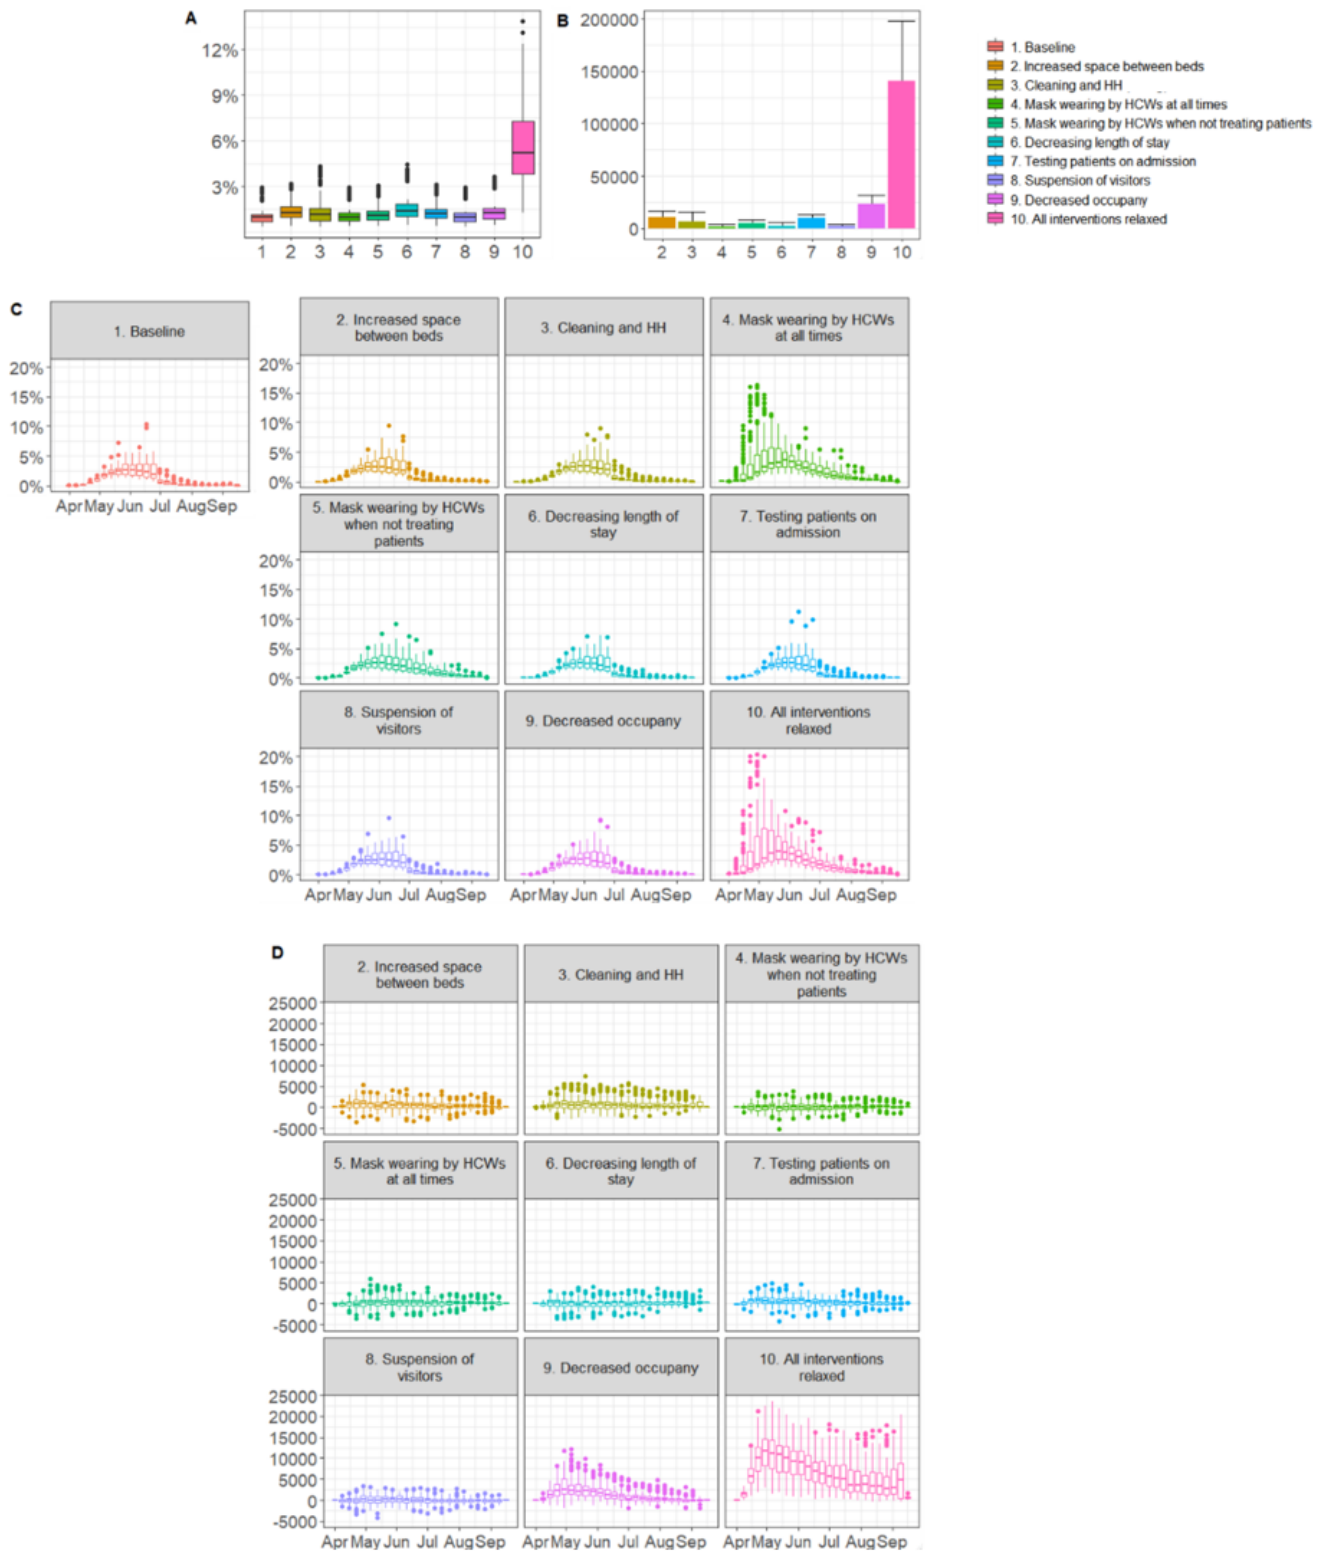 A
12%
9%
6%
3%
1 2 3 4 5 6 7 8 9 10
B
200000
150000
100000
50000
0
2 3 4 5 6 7 8 9 10
1. Baseline
2. Increased space between beds
3. Cleaning and HH
4. Mask wearing by HCWs at all times
5. Mask wearing by HCWs when not treating patients
6. Decreasing length of stay
7. Testing patients on admission
8. Suspension of visitors
9. Decreased occupany
10. All interventions relaxed
C
1. Baseline
20%
15%
10%
5%
0%
Apr May Jun Jul Aug Sep
2. Increased space
between beds
3. Cleaning and HH
4. Mask wearing by HCWs
at all times
20%
15%
10%
5%
0%
5. Mask wearing by HCWs
when not treating
patients
6. Decreasing length of
stay
7. Testing patients on
admission
20%
15%
10%
5%
0%
8. Suspension of
visitors
9. Decreased occupany
10. All interventions
relaxed
20%
15%
10%
5%
0%
Apr May Jun Jul Aug Sep
Apr May Jun Jul Aug Sep
Apr May Jun Jul Aug Sep
D
2. Increased space
between beds
3. Cleaning and HH
4. Mask wearing by HCWs
when not treating
patients
25000
20000
15000
10000
5000
0
-5000
5. Mask wearing by HCWs
at all times
6. Decreasing length of
stay
7. Testing patients on
admission
25000
20000
15000
10000
5000
0
-5000
8. Suspension of
visitors
9. Decreased occupany
10. All interventions
relaxed
25000
20000
15000
10000
5000
0
-5000
Apr May Jun Jul Aug Sep
Apr May Jun Jul Aug Sep
Apr May Jun Jul Aug Sep